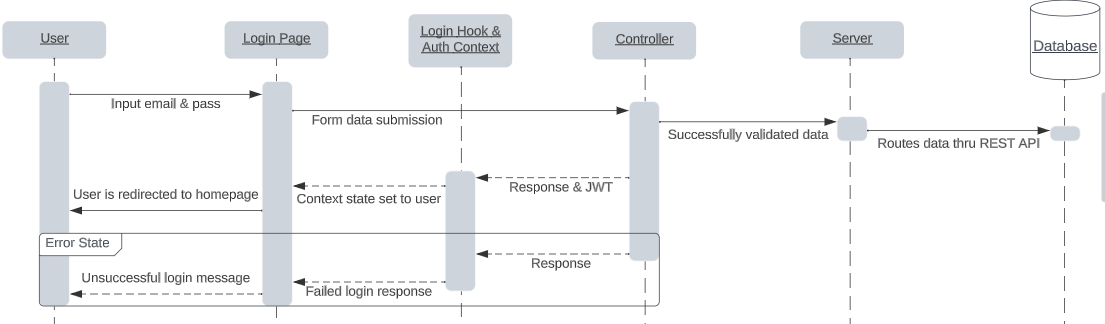 User
Login Page
Login Hook &
Auth Context
Controller
Server
Database
Input email & pass
Form data submission
Successfully validated data
Routes data thru REST API
Response & JWT
Context state set to user
User is redirected to homepage
Error State
Response
Failed login response
Unsuccessful login message